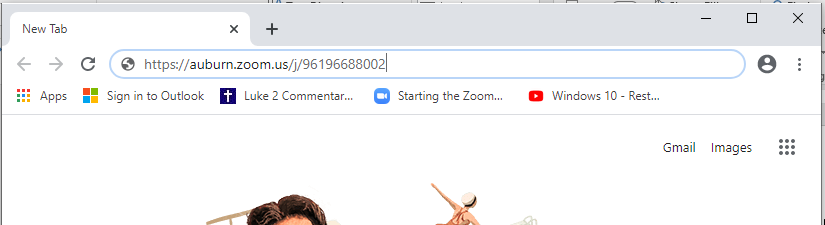 New Tab
https://auburn.zoom.us/j/96196688002
Apps Sign in to Outlook Luke 2 Commentar... Starting the Zoom... Windows 10 - Rest...
Gmail Images